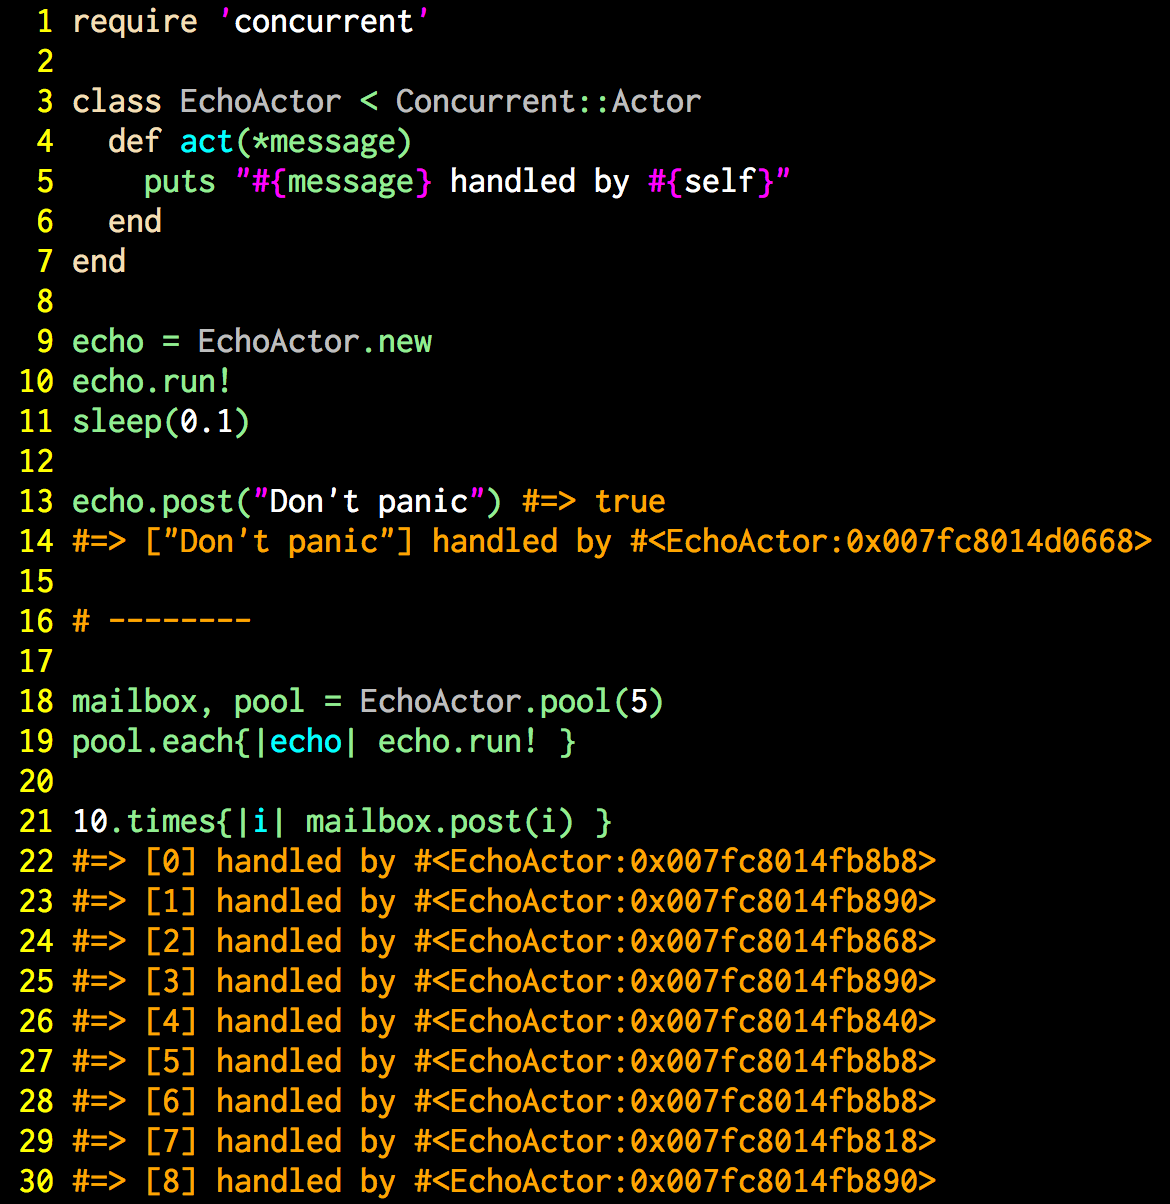 1 require 'concurrent'
2
3 class EchoActor < Concurrent::Actor
4   def act(*message)
5     puts "#{message} handled by #{self}"
6   end
7 end
8
9 echo = EchoActor.new
10 echo.run!
11 sleep(0.1)
12
13 echo.post("Don't panic") #=> true
14 #=> ["Don't panic"] handled by #<EchoActor:0x007fc8014d0668>
15
16 # --------
17
18 mailbox, pool = EchoActor.pool(5)
19 pool.each{|echo| echo.run! }
20
21 10.times{|i| mailbox.post(i) }
22 #=> [0] handled by #<EchoActor:0x007fc8014fb8b8>
23 #=> [1] handled by #<EchoActor:0x007fc8014fb890>
24 #=> [2] handled by #<EchoActor:0x007fc8014fb868>
25 #=> [3] handled by #<EchoActor:0x007fc8014fb890>
26 #=> [4] handled by #<EchoActor:0x007fc8014fb840>
27 #=> [5] handled by #<EchoActor:0x007fc8014fb8b8>
28 #=> [6] handled by #<EchoActor:0x007fc8014fb8b8>
29 #=> [7] handled by #<EchoActor:0x007fc8014fb818>
30 #=> [8] handled by #<EchoActor:0x007fc8014fb890>